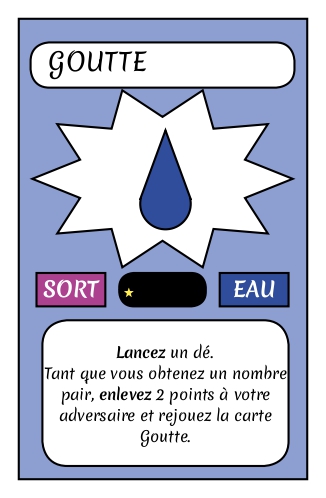 GOUTTE
SORT
EAU
Lancez un dé.
Tant que vous obtenez un nombre
pair, enlevez 2 points à votre
adversaire et rejouez la carte
Goutte.